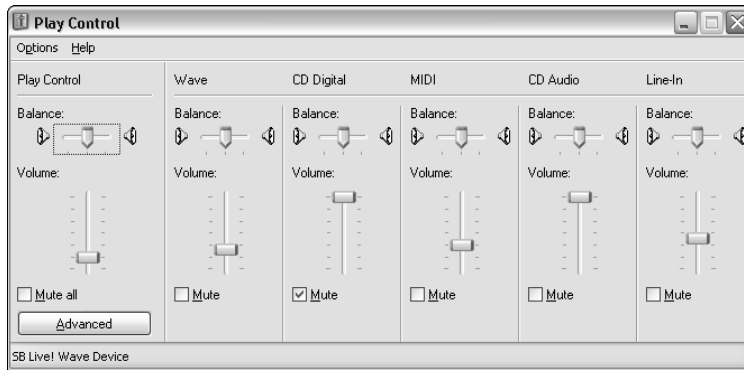 Play Control
Options Help
Play Control Wave CD Digital MIDI CD Audio Line-In
Balance: Balance: Balance: Balance: Balance: Balance:
Volume: Volume: Volume: Volume: Volume: Volume:
Mute all Mute Mute Mute Mute Mute
Advanced
SB Live! Wave Device